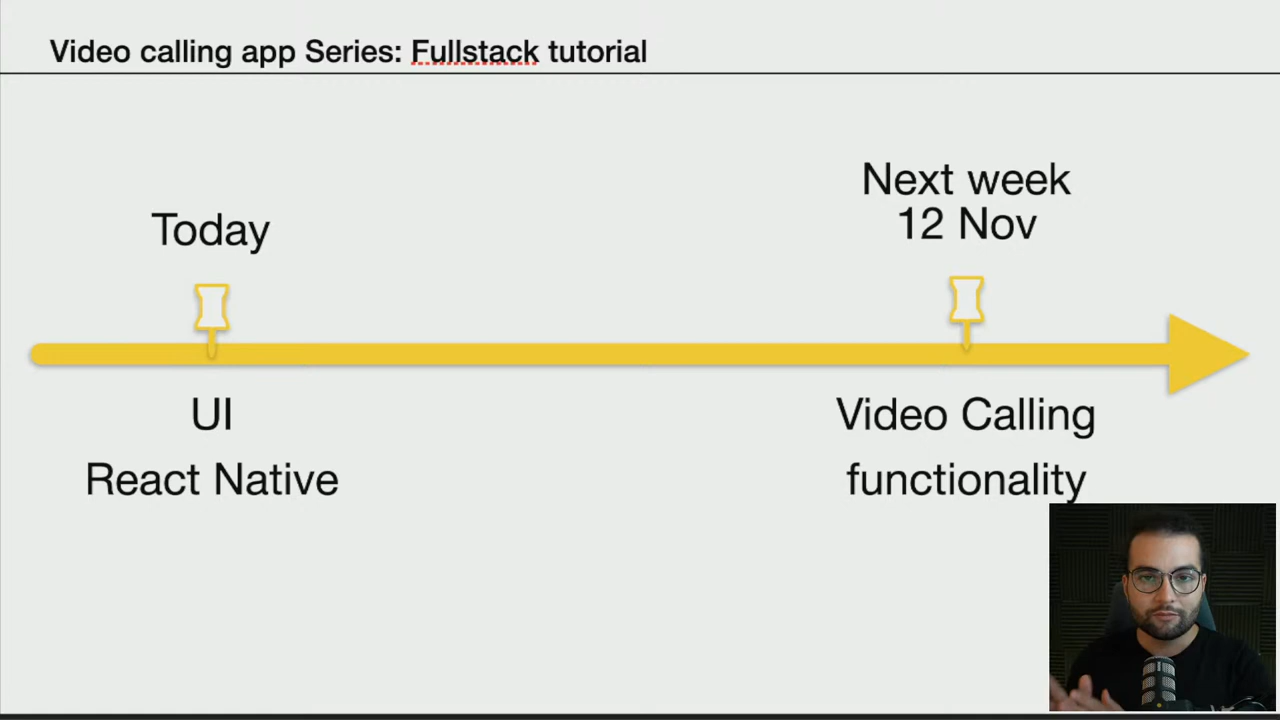 Video calling app Series: Fullstack tutorial
Today
Next week
12 Nov
UI
React Native
Video Calling
functionality